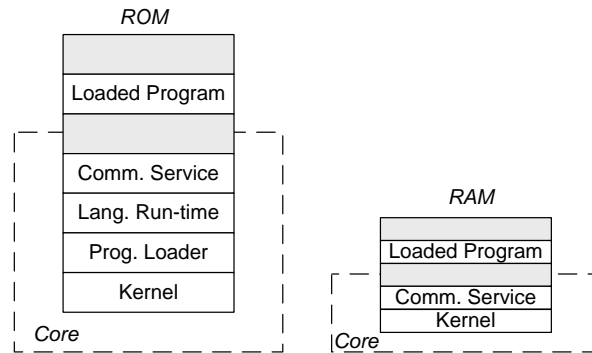 ROM
Loaded Program
Comm. Service
Lang. Run-time
Prog. Loader
Kernel
Core
RAM
Loaded Program
Comm. Service
Kernel
Core